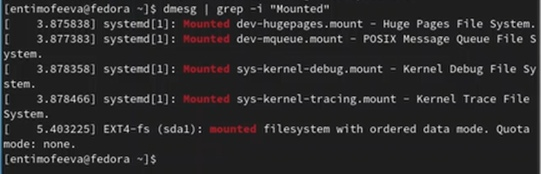 [entimofeeva@fedora ~]$ dmesg | grep -i "Mounted"
[    3.875838] systemd[1]: Mounted dev-hugepages.mount - Huge Pages File System.
[    3.877383] systemd[1]: Mounted dev-mqueue.mount - POSIX Message Queue File S
ystem.
[    3.878358] systemd[1]: Mounted sys-kernel-debug.mount - Kernel Debug File Sy
stem.
[    3.878466] systemd[1]: Mounted sys-kernel-tracing.mount - Kernel Trace File
System.
[    5.403225] EXT4-fs (sda1): mounted filesystem with ordered data mode. Quota
mode: none.
[entimofeeva@fedora ~]$